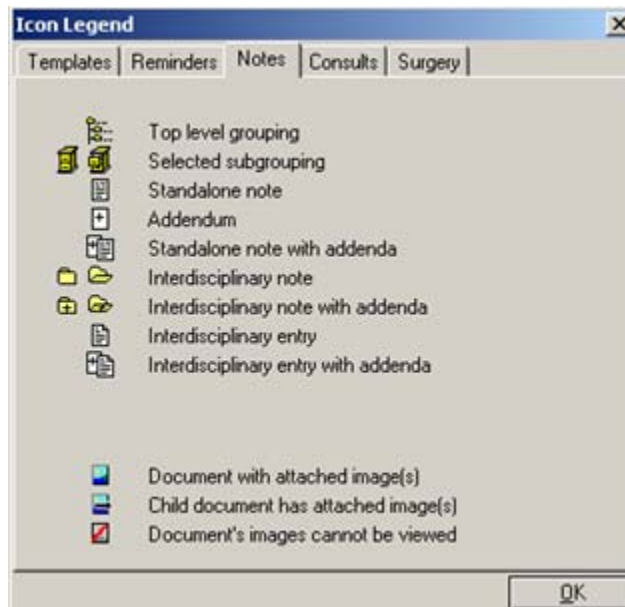 Icon Legend
Templates Reminders Notes Consults Surgery
Top level grouping
Selected subgrouping
Standalone note
Addendum
Standalone note with addenda
Interdisciplinary note
Interdisciplinary note with addenda
Interdisciplinary entry
Interdisciplinary entry with addenda
Document with attached image(s)
Child document has attached image(s)
Document's images cannot be viewed
OK